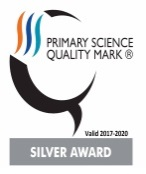 PRIMARY SCIENCE
QUALITY MARK ®
Valid 2017-2020
SILVER AWARD